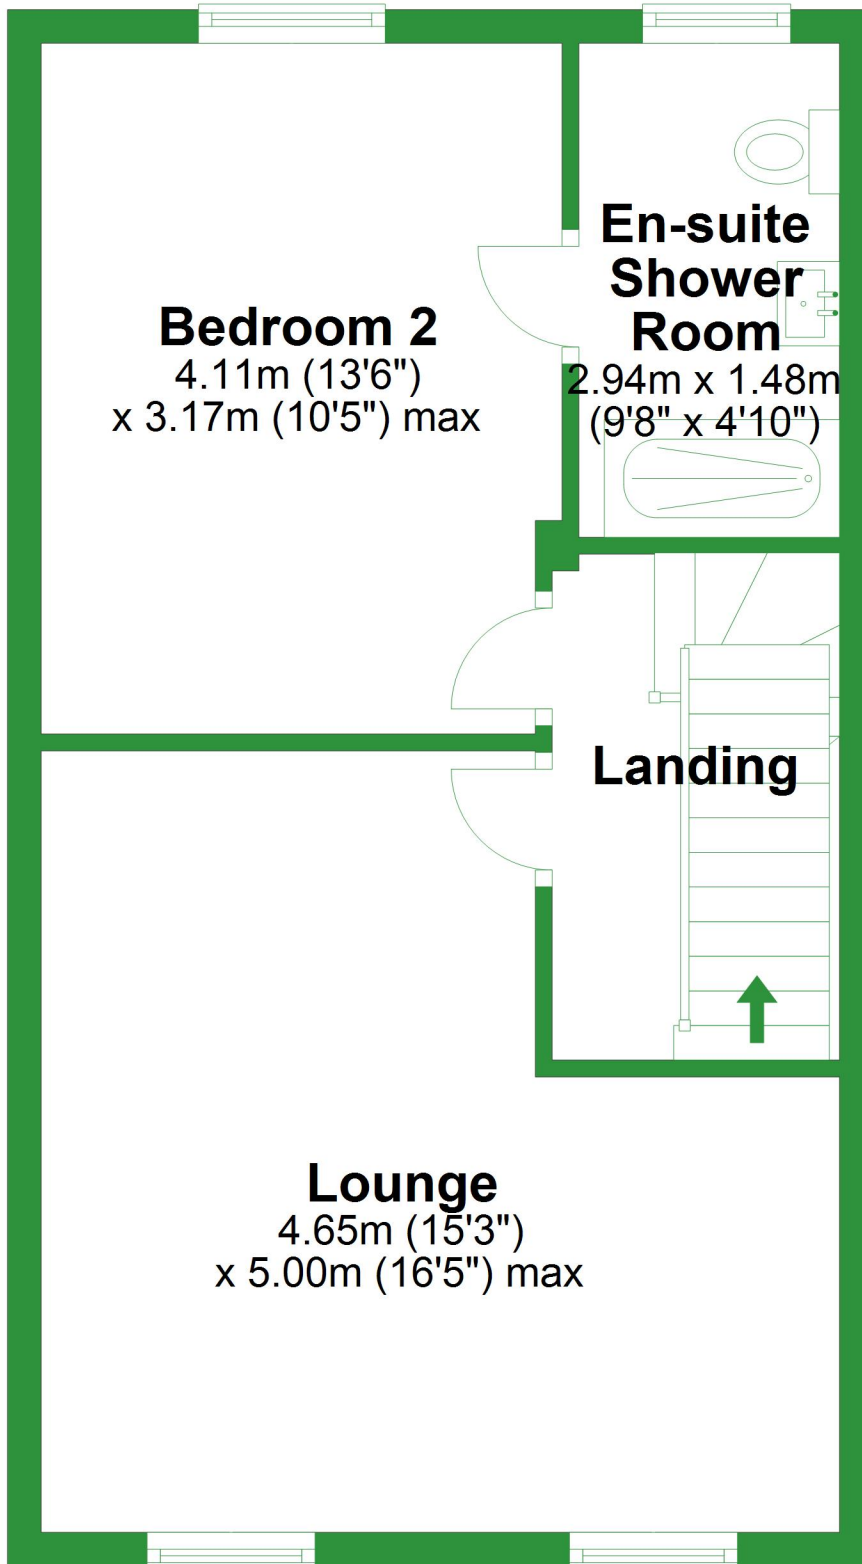 En-suite
Shower
Room
2.94m x 1.48m
(9'8" x 4'10")
Bedroom 2
4.11m (13'6")
x 3.17m (10'5") max
Landing
Lounge
4.65m (15'3")
x 5.00m (16'5") max